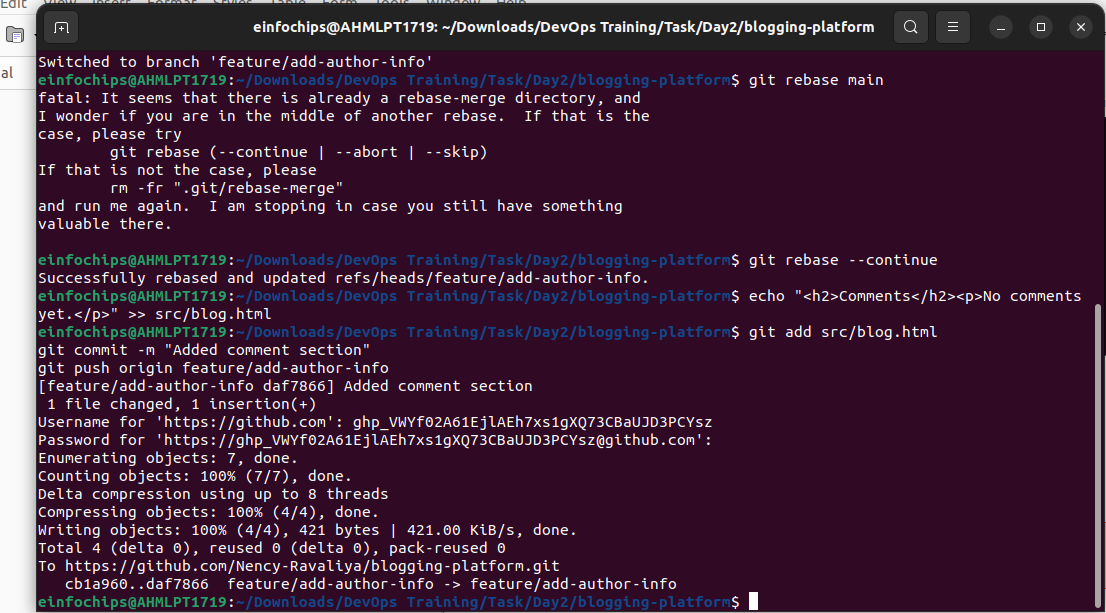 Edit View Insert Format Styles Table Form Tools Window Help
al
einfochips@AHMLPT1719: ~/Downloads/DevOps Training/Task/Day2/blogging-platform
Switched to branch 'feature/add-author-info'
einfochips@AHMLPT1719:~/Downloads/DevOps Training/Task/Day2/blogging-platform$ git rebase main
fatal: It seems that there is already a rebase-merge directory, and
I wonder if you are in the middle of another rebase.  If that is the
case, please try
        git rebase (--continue | --abort | --skip)
If that is not the case, please
        rm -fr ".git/rebase-merge"
and run me again.  I am stopping in case you still have something
valuable there.
einfochips@AHMLPT1719:~/Downloads/DevOps Training/Task/Day2/blogging-platform$ git rebase --continue
Successfully rebased and updated refs/heads/feature/add-author-info.
einfochips@AHMLPT1719:~/Downloads/DevOps Training/Task/Day2/blogging-platform$ echo "<h2>Comments</h2><p>No comments
yet.</p>" >> src/blog.html
einfochips@AHMLPT1719:~/Downloads/DevOps Training/Task/Day2/blogging-platform$ git add src/blog.html
git commit -m "Added comment section"
git push origin feature/add-author-info
[feature/add-author-info daf7866] Added comment section
 1 file changed, 1 insertion(+)
Username for 'https://github.com': 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
Password for 'https://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@github.com':
Enumerating objects: 7, done.
Counting objects: 100% (7/7), done.
Delta compression using up to 8 threads
Compressing objects: 100% (4/4), done.
Writing objects: 100% (4/4), 421 bytes | 421.00 KiB/s, done.
Total 4 (delta 0), reused 0 (delta 0), pack-reused 0
To https://github.com/Nency-Ravaliya/blogging-platform.git
   cb1a960..daf7866  feature/add-author-info -> feature/add-author-info
einfochips@AHMLPT1719:~/Downloads/DevOps Training/Task/Day2/blogging-platform$